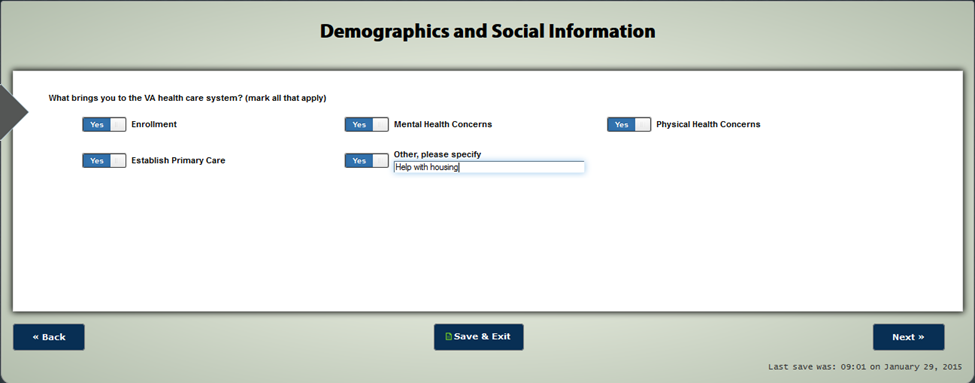 Demographics and Social Information
What brings you to the VA health care system? (mark all that apply)
Yes Enrollment
Yes Mental Health Concerns
Yes Physical Health Concerns
Yes Establish Primary Care
Yes Other, please specify
Help with housing
« Back
Save & Exit
Next »
Last save was: 09:01 on January 29, 2015